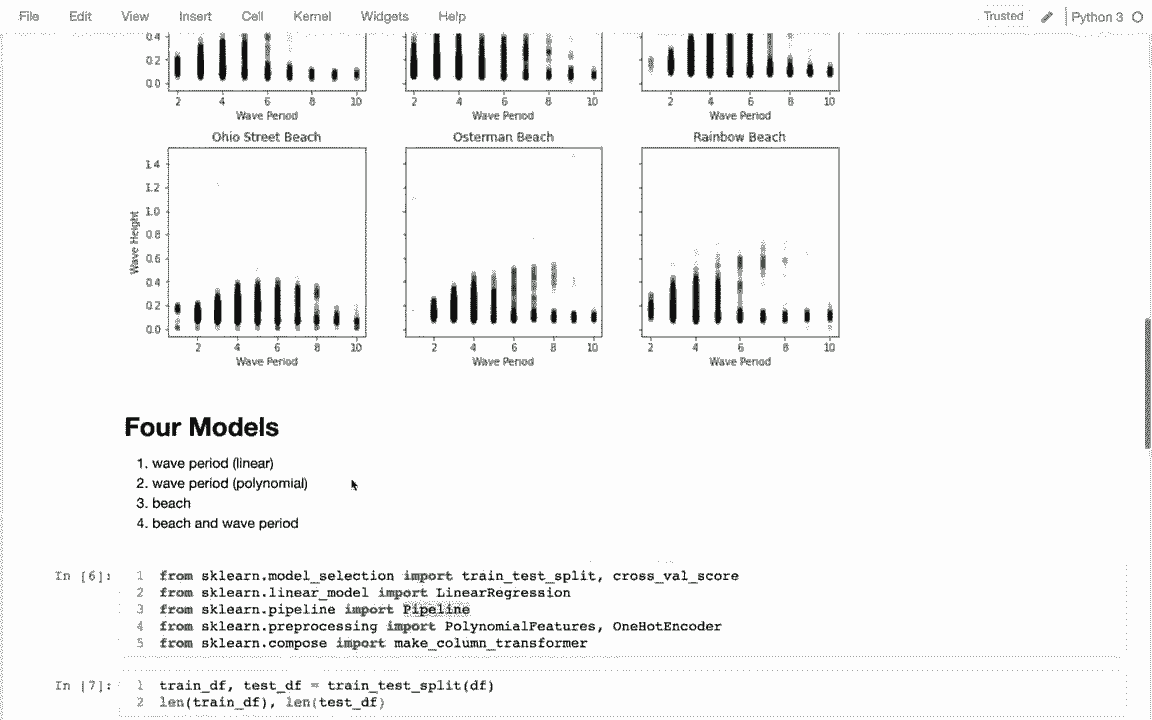 File Edit View Insert Cell Kernel Widgets Help Trusted Python 3
0.4
0.2
0.0
2 4 6 8 10 2 4 6 8 10 2 4 6 8 10
Wave Period Wave Period Wave Period
Ohio Street Beach Osterman Beach Rainbow Beach
1.4
1.2
1.0
0.8
0.6
0.4
0.2
0.0
Wave Height
2 4 6 8 10 2 4 6 8 10 2 4 6 8 10
Wave Period Wave Period Wave Period
Four Models
1. wave period (linear)
2. wave period (polynomial)
3. beach
4. beach and wave period
In [6]: 1 from sklearn.model_selection import train_test_split, cross_val_score
2 from sklearn.linear_model import LinearRegression
3 from sklearn.pipeline import Pipeline
4 from sklearn.preprocessing import PolynomialFeatures, OneHotEncoder
5 from sklearn.compose import make_column_transformer
In [7]: 1 train_df, test_df = train_test_split(df)
2 len(train_df), len(test_df)